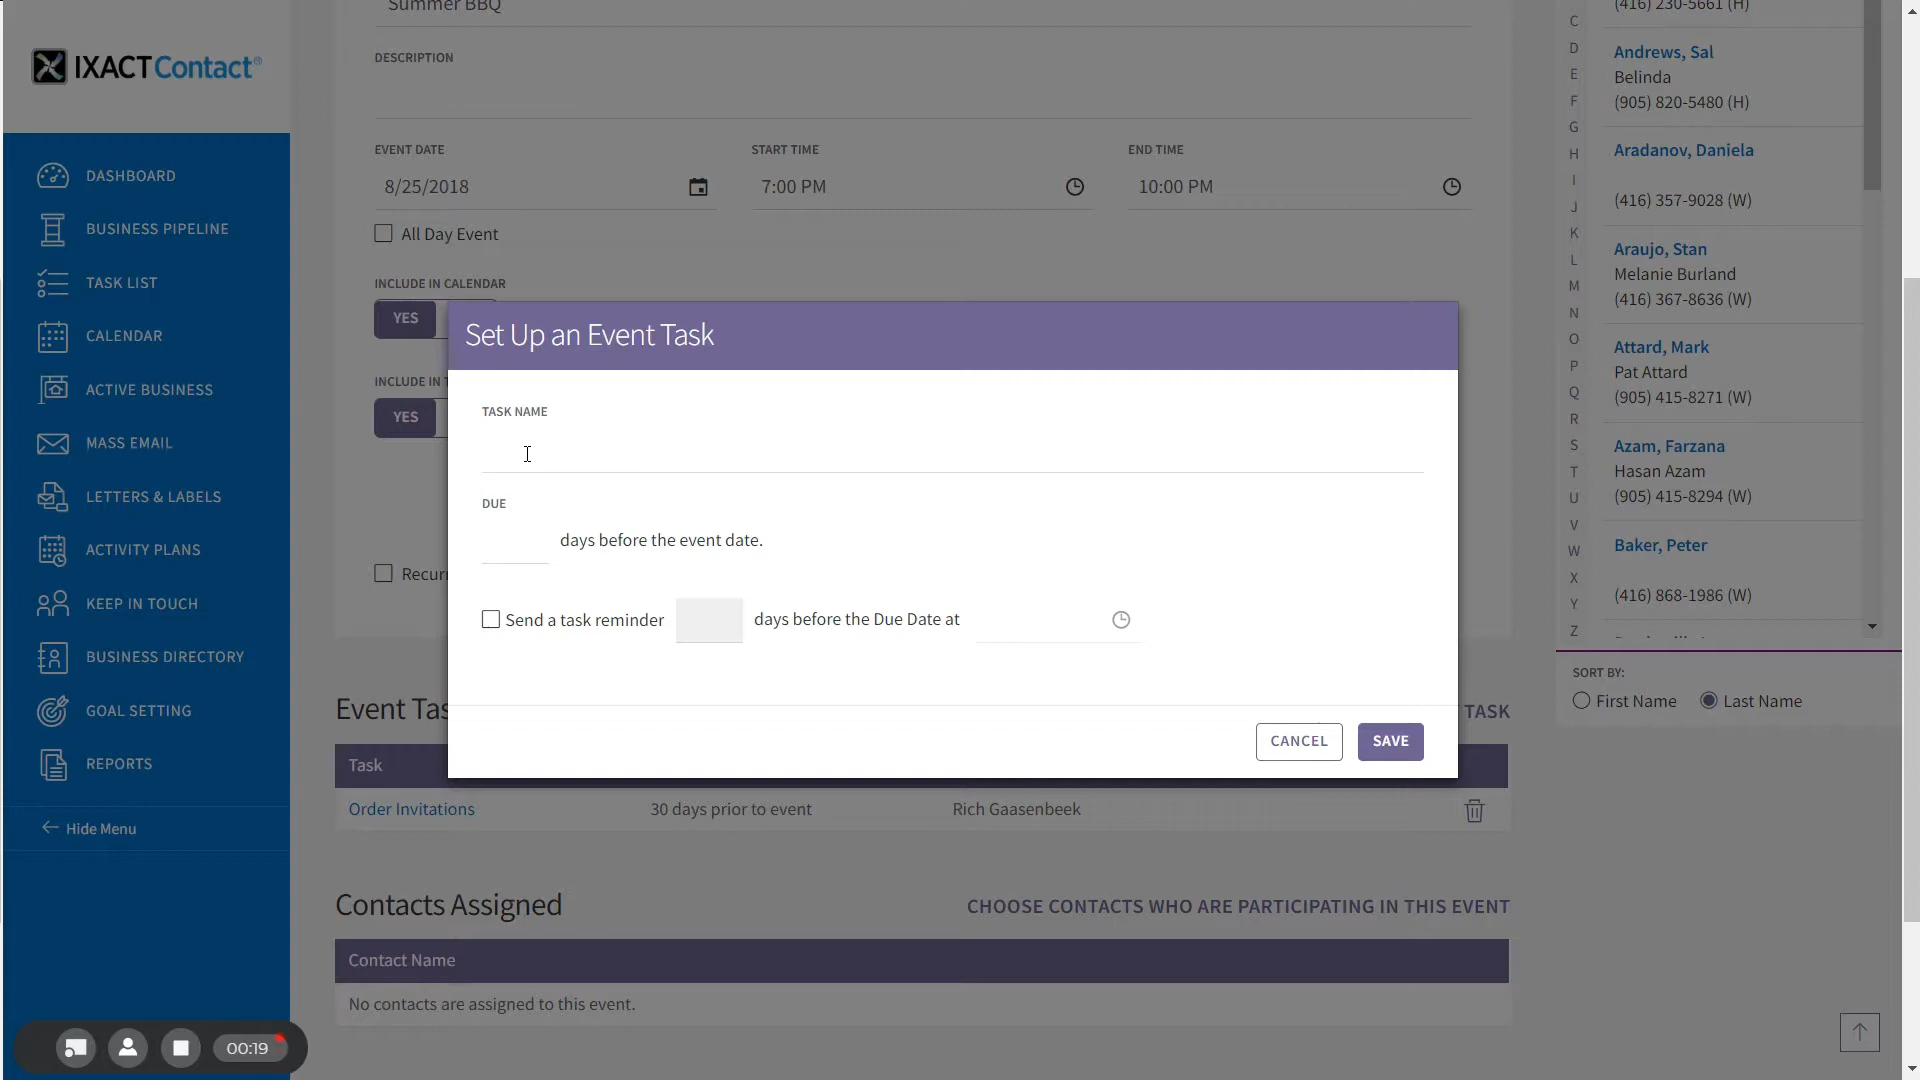 IXACTContact®
DASHBOARD
BUSINESS PIPELINE
TASK LIST
CALENDAR
ACTIVE BUSINESS
MASS EMAIL
LETTERS & LABELS
ACTIVITY PLANS
KEEP IN TOUCH
BUSINESS DIRECTORY
GOAL SETTING
REPORTS
Hide Menu
00:19
Summer BBQ
DESCRIPTION
EVENT DATE
START TIME
END TIME
8/25/2018
7:00 PM
10:00 PM
All Day Event
INCLUDE IN CALENDAR
YES
INCLUDE IN
YES
Set Up an Event Task
TASK NAME
DUE
days before the event date.
Send a task reminder
days before the Due Date at
CANCEL
SAVE
Event
TASK
Task
Order Invitations
30 days prior to event
Rich Gaasenbeek
Contacts Assigned
CHOOSE CONTACTS WHO ARE PARTICIPATING IN THIS EVENT
Contact Name
No contacts are assigned to this event.
C
D
E
F
G
H
I
J
K
L
M
N
O
P
Q
R
S
T
U
V
W
X
Y
Z
(416) 230-5661 (H)
Andrews, Sal
Belinda
(905) 820-5480 (H)
Aradanov, Daniela
(416) 357-9028 (W)
Araujo, Stan
Melanie Burland
(416) 367-8636 (W)
Attard, Mark
Pat Attard
(905) 415-8271 (W)
Azam, Farzana
Hasan Azam
(905) 415-8294 (W)
Baker, Peter
(416) 868-1986 (W)
SORT BY:
First Name
Last Name